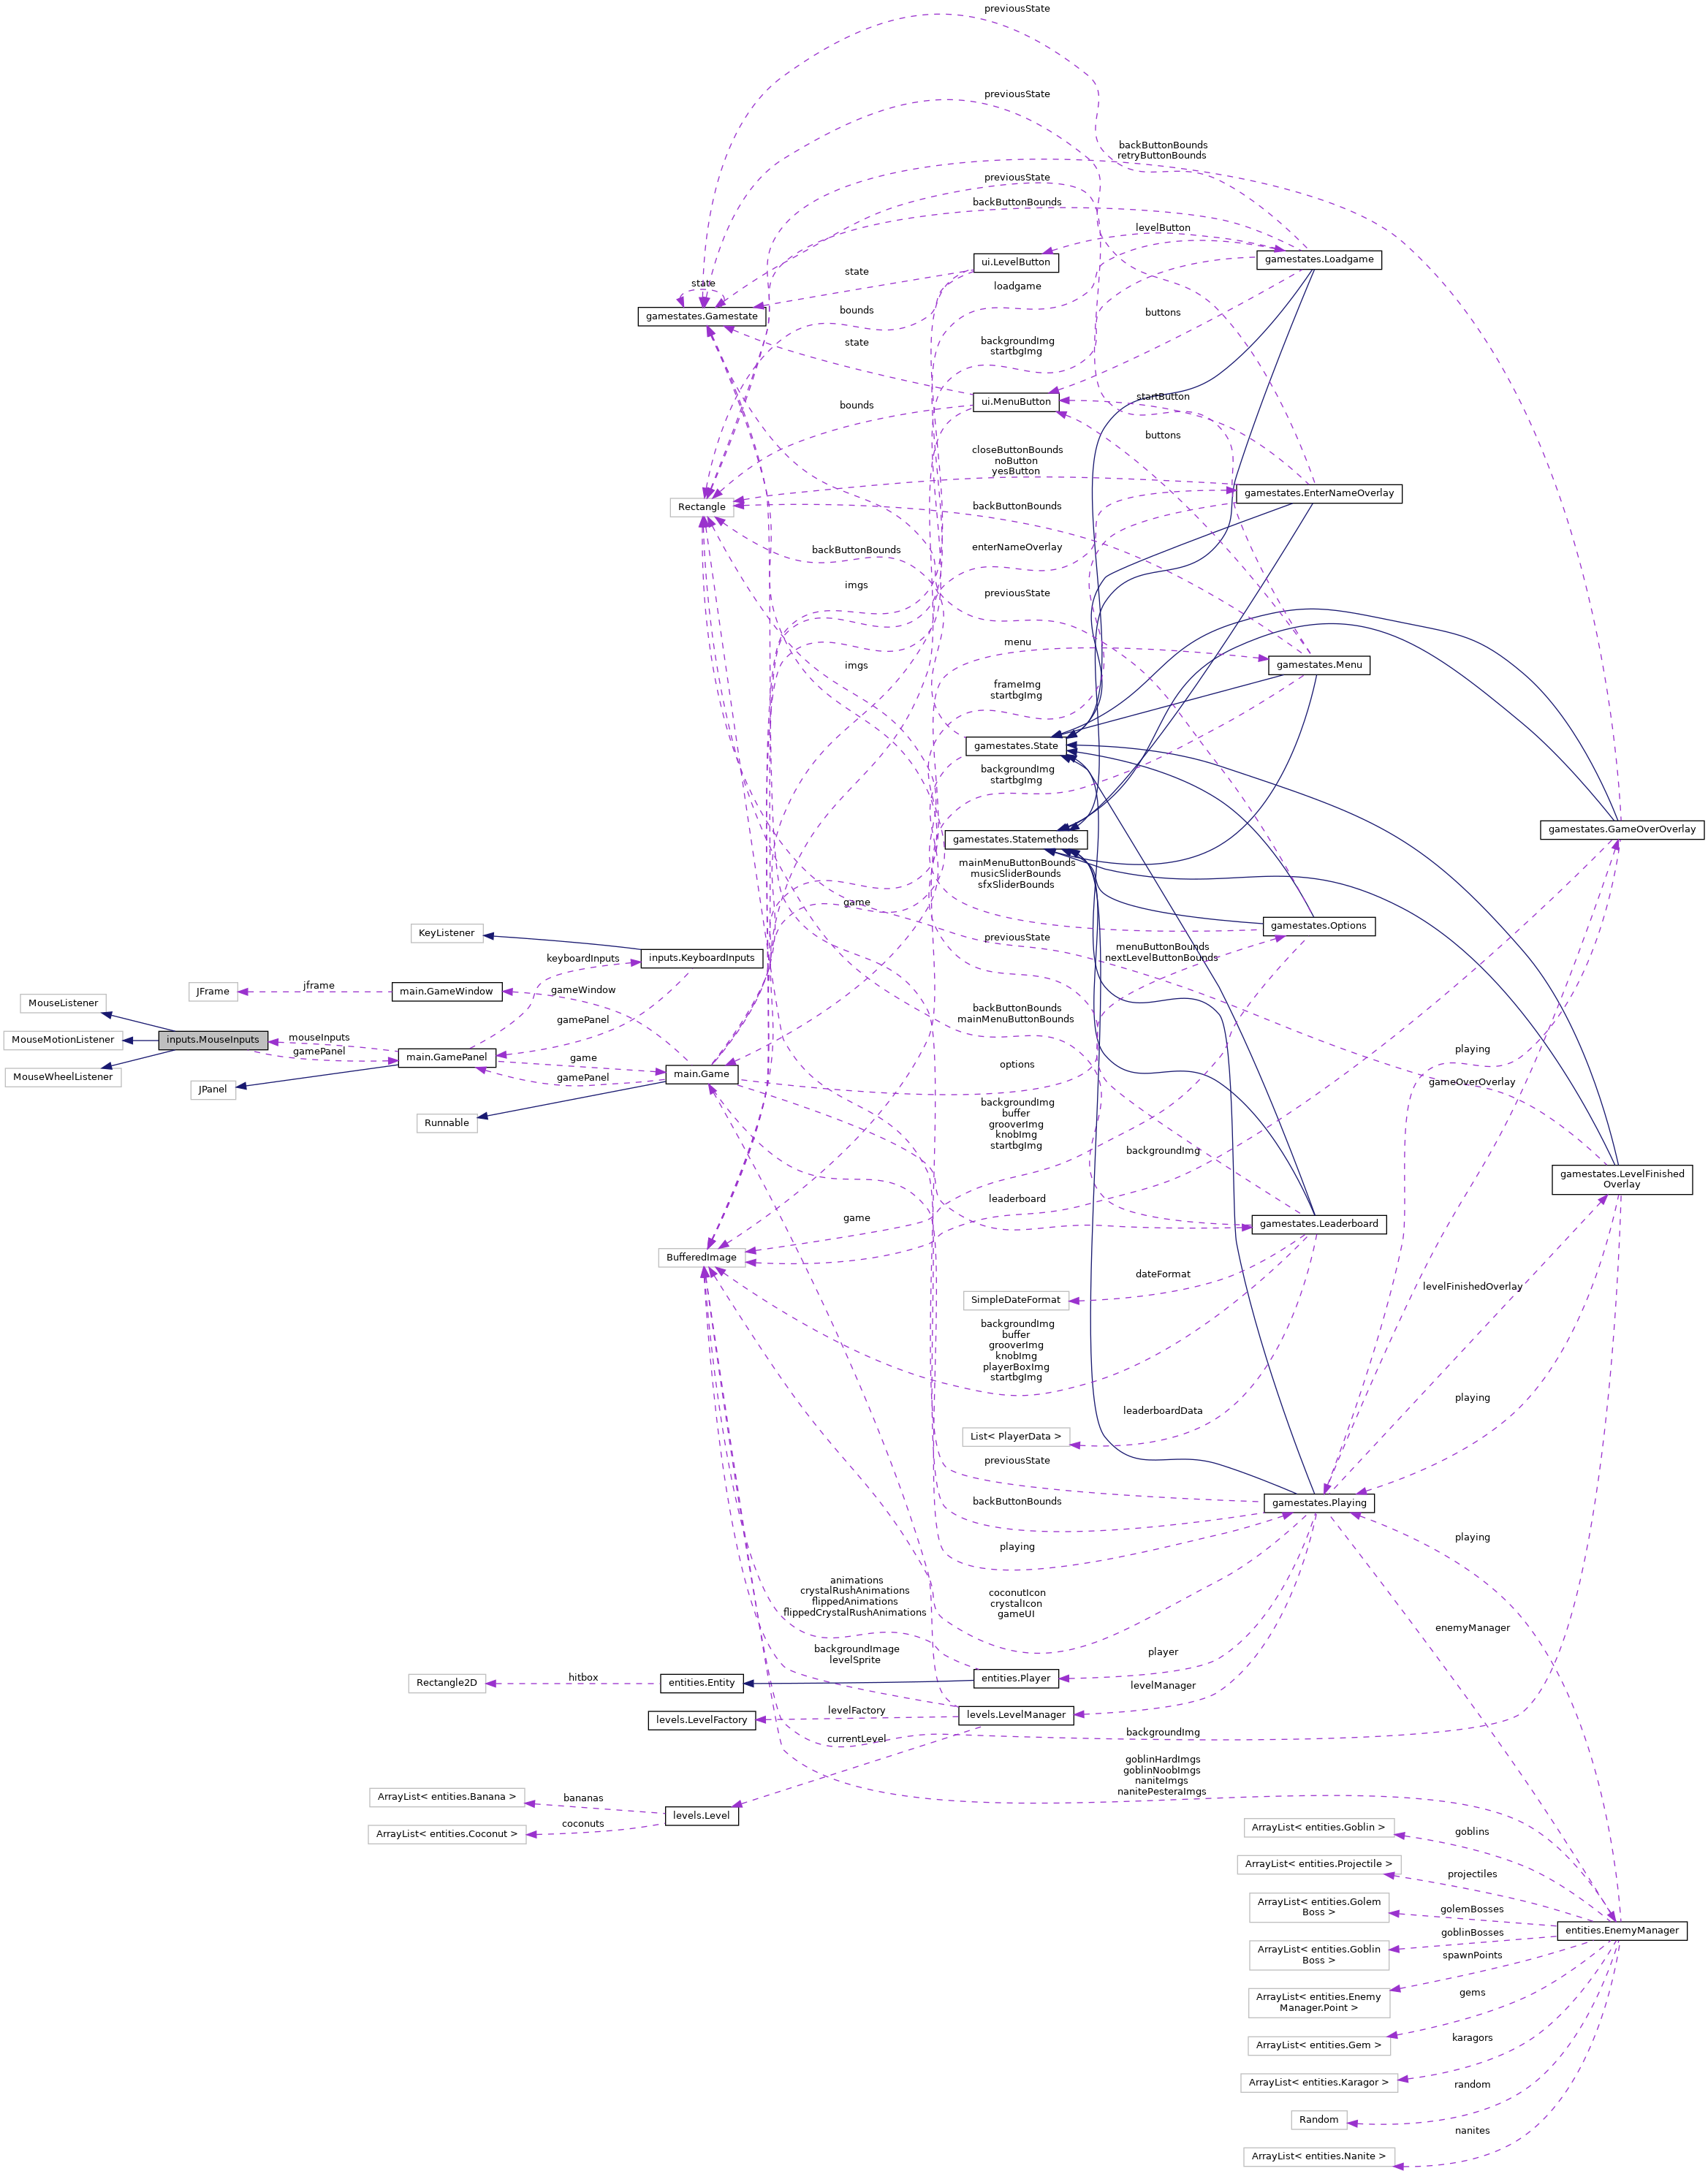 previousState
previousState
backButtonBounds
retryButtonBounds
previousState
backButtonBounds
levelButton
gamestates.Loadgame
ui.LevelButton
state
state
loadgame
gamestates.Gamestate
bounds
buttons
state
backgroundImg
startbgImg
startButton
ui.MenuButton
bounds
buttons
closeButtonBounds
noButton
yesButton
gamestates.EnterNameOverlay
Rectangle
backButtonBounds
backButtonBounds
enterNameOverlay
imgs
previousState
menu
imgs
gamestates.Menu
frameImg
startbgImg
gamestates.State
backgroundImg
startbgImg
gamestates.GameOverOverlay
gamestates.Statemethods
mainMenuButtonBounds
musicSliderBounds
sfxSliderBounds
game
gamestates.Options
KeyListener
previousState
menuButtonBounds
nextLevelButtonBounds
keyboardInputs
inputs.KeyboardInputs
jframe
gameWindow
JFrame
main.GameWindow
MouseListener
backButtonBounds
mainMenuButtonBounds
gamePanel
MouseMotionListener
inputs.MouseInputs
mouseInputs
gamePanel
main.GamePanel
game
playing
MouseWheelListener
gamePanel
main.Game
options
gameOverOverlay
JPanel
Runnable
backgroundImg
buffer
grooverImg
knobImg
startbgImg
backgroundImg
gamestates.LevelFinished
Overlay
leaderboard
game
gamestates.Leaderboard
BufferedImage
dateFormat
levelFinishedOverlay
SimpleDateFormat
backgroundImg
buffer
grooverImg
knobImg
playerBoxImg
startbgImg
playing
leaderboardData
List< PlayerData >
previousState
backButtonBounds
gamestates.Playing
playing
playing
animations
crystalRushAnimations
flippedAnimations
flippedCrystalRushAnimations
coconutIcon
crystalIcon
gameUI
enemyManager
backgroundImage
levelSprite
player
Rectangle2D
hitbox
entities.Entity
entities.Player
levelManager
levelFactory
levels.LevelFactory
levels.LevelManager
currentLevel
backgroundImg
goblinHardImgs
goblinNoobImgs
naniteImgs
nanitePesteraImgs
ArrayList< entities.Banana >
bananas
levels.Level
coconuts
ArrayList< entities.Coconut >
ArrayList< entities.Goblin >
goblins
ArrayList< entities.Projectile >
projectiles
ArrayList< entities.Golem
Boss >
golemBosses
entities.EnemyManager
goblinBosses
ArrayList< entities.Goblin
Boss >
spawnPoints
ArrayList< entities.Enemy
Manager.Point >
gems
ArrayList< entities.Gem >
karagors
ArrayList< entities.Karagor >
random
Random
nanites
ArrayList< entities.Nanite >